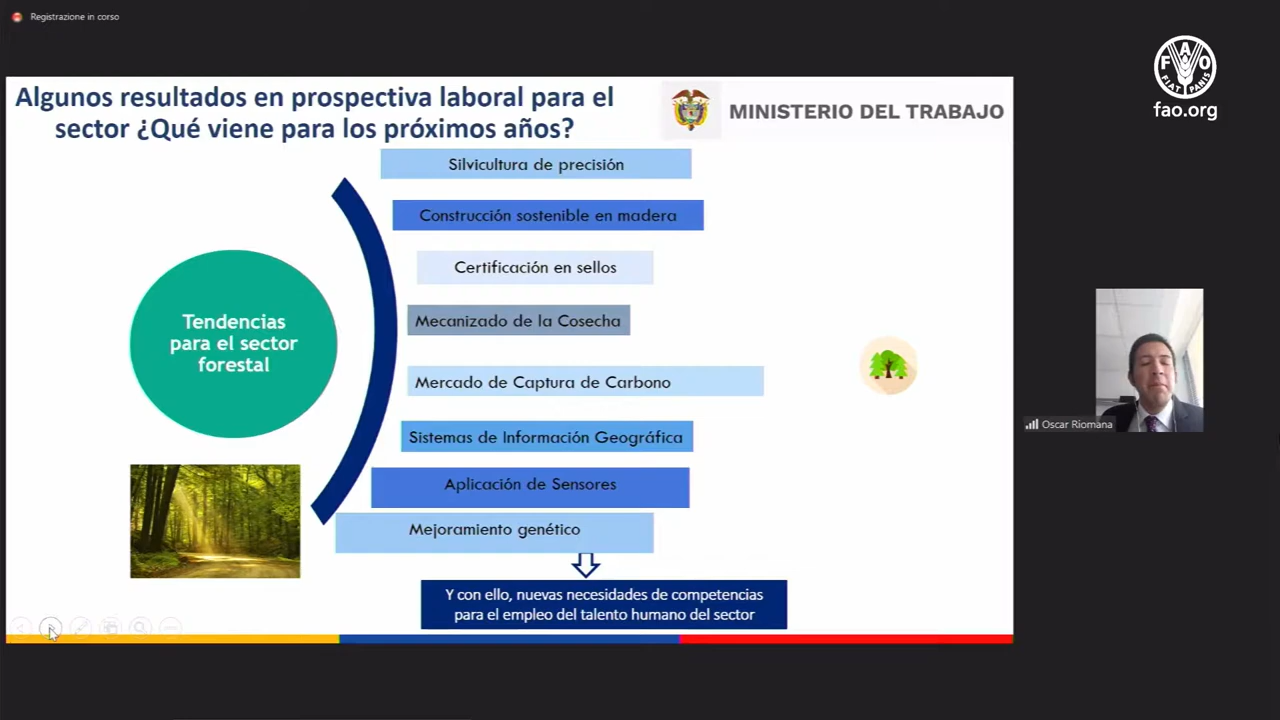 Registrazione in corso
Algunos resultados en prospectiva laboral para el
sector ¿Qué viene para los próximos años?
MINISTERIO DEL TRABAJO
FAO
FIAT PANIS
fao.org
Silvicultura de precisión
Construcción sostenible en madera
Certificación en sellos
Mecanizado de la Cosecha
Mercado de Captura de Carbono
Sistemas de Información Geográfica
Aplicación de Sensores
Mejoramiento genético
Tendencias
para el sector
forestal
Y con ello, nuevas necesidades de competencias
para el empleo del talento humano del sector
Oscar Riomana